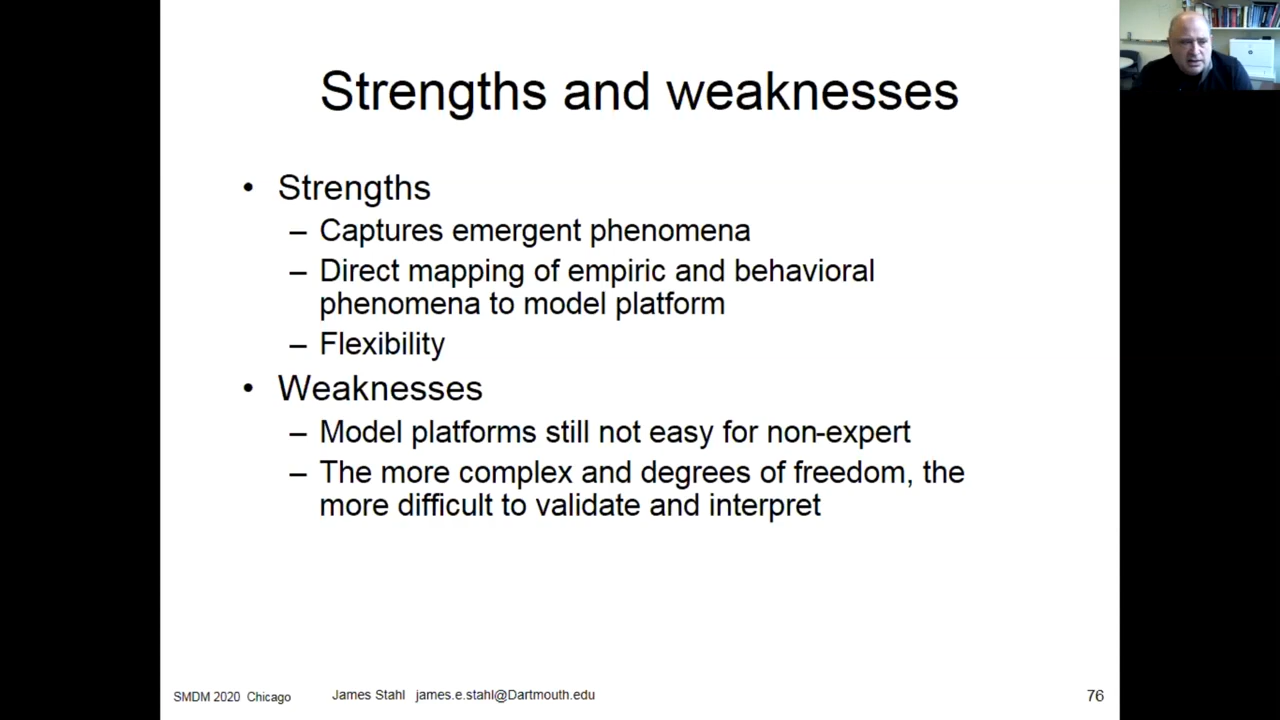 Strengths and weaknesses
• Strengths
– Captures emergent phenomena
– Direct mapping of empiric and behavioral
phenomena to model platform
– Flexibility
• Weaknesses
– Model platforms still not easy for non-expert
– The more complex and degrees of freedom, the
more difficult to validate and interpret
SMDM 2020 Chicago James Stahl james.e.stahl@Dartmouth.edu 76